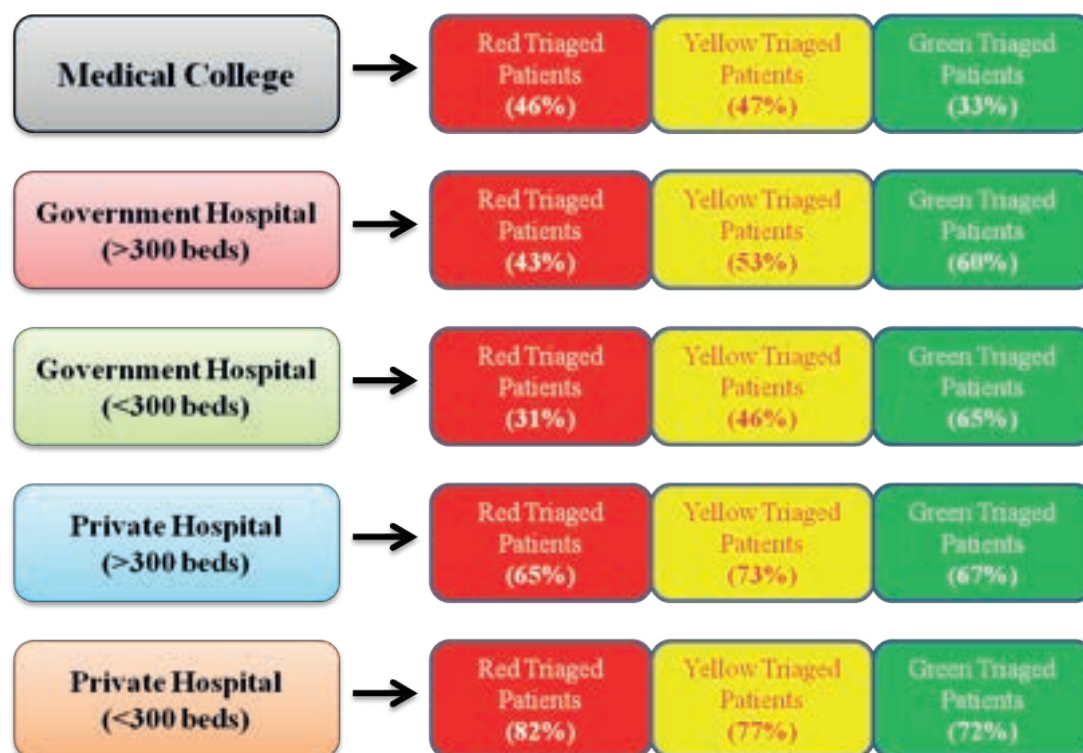 Medical College
Red Triaged
Patients
(46%)
Yellow Triaged
Patients
(47%)
Green Triaged
Patients
(33%)
Government Hospital
(>300 beds)
Red Triaged
Patients
(43%)
Yellow Triaged
Patients
(53%)
Green Triaged
Patients
(60%)
Government Hospital
(<300 beds)
Red Triaged
Patients
(31%)
Yellow Triaged
Patients
(46%)
Green Triaged
Patients
(65%)
Private Hospital
(>300 beds)
Red Triaged
Patients
(65%)
Yellow Triaged
Patients
(73%)
Green Triaged
Patients
(67%)
Private Hospital
(<300 beds)
Red Triaged
Patients
(82%)
Yellow Triaged
Patients
(77%)
Green Triaged
Patients
(72%)